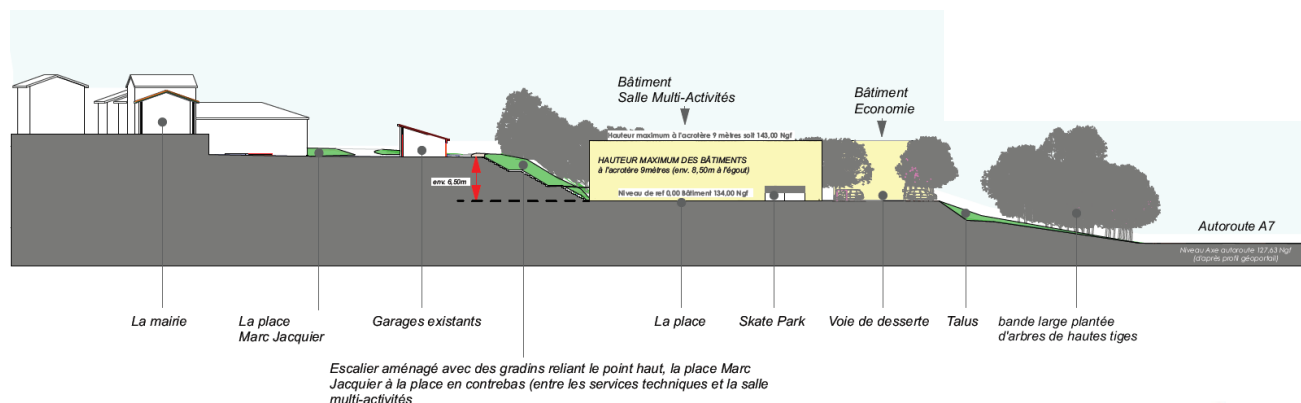 Bâtiment
Salle Multi-Activités
Bâtiment
Economie
Hauteur maximum à l'acrotère 9 mètres soit 143,00 Ngf
HAUTEUR MAXIMUM DES BÂTIMENTS
à l'acrotère 9mètres (env. 8,50m à l'égout)
env. 6,50m
Niveau de ref 0.00 Bâtiment 134,00 Ngf
Autoroute A7
Niveau Axe autoroute 127,63 Ngf
(d'après profil géoportail)
La mairie
La place
Marc Jacquier
Garages existants
La place
Skate Park
Voie de desserte
Talus
bande large plantée
d'arbres de hautes tiges
Escalier aménagé avec des gradins reliant le point haut, la place Marc
Jacquier à la place en contrebas (entre les services techniques et la salle
multi-activités